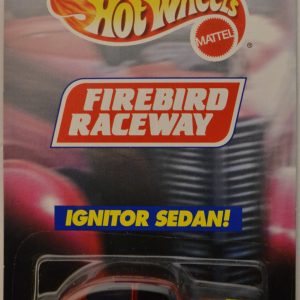 HOT WHEELS
MATTEL
®
FIREBIRD
RACEWAY
IGNITOR SEDAN!